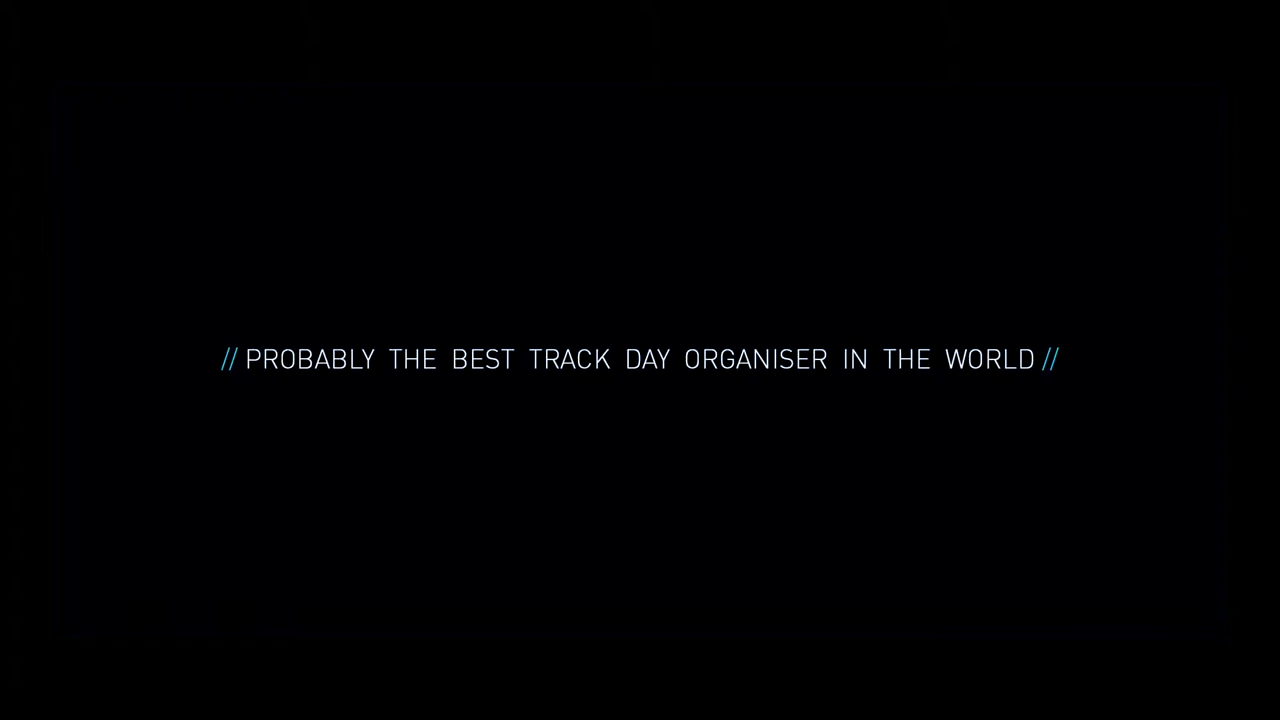 // PROBABLY THE BEST TRACK DAY ORGANISER IN THE WORLD //